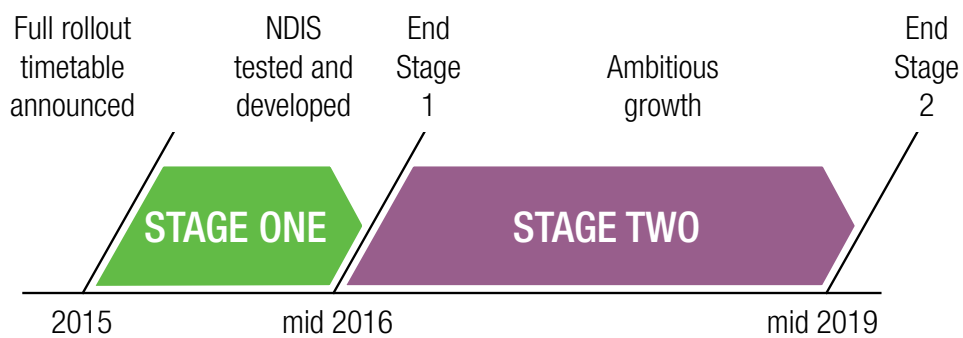 Full rollout
timetable
announced
NDIS
tested and
developed
End
Stage
1
Ambitious
growth
End
Stage
2
STAGE ONE
STAGE TWO
2015
mid 2016
mid 2019